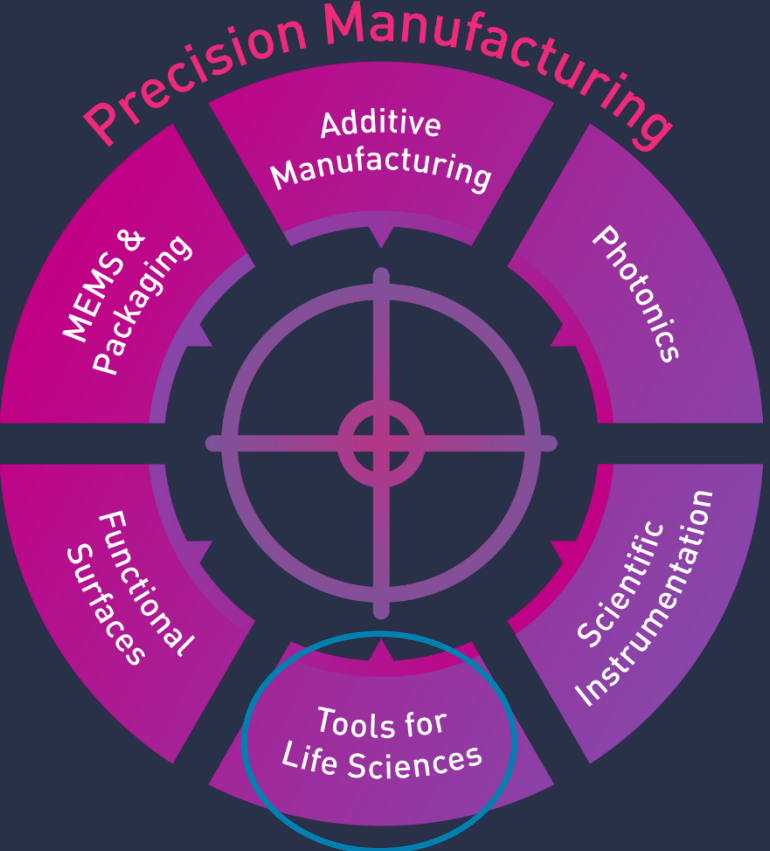 Precision Manufacturing
Additive
Manufacturing
Photonics
Scientific
Instrumentation
Tools for
Life Sciences
Functional
Surfaces
MEMS &
Packaging